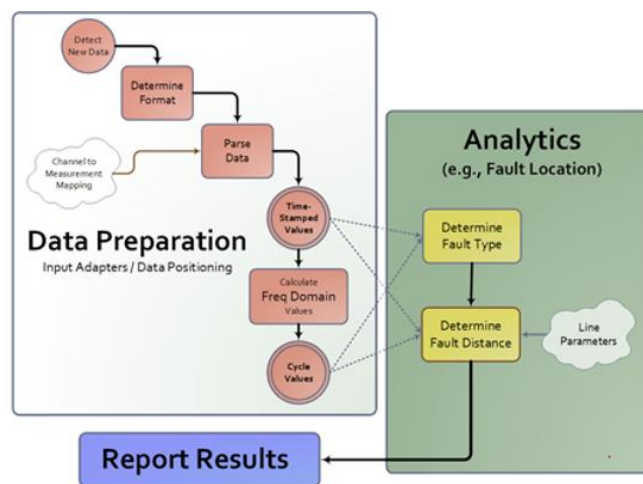 Detect
New Data
Determine
Format
Parse
Data
Channel to
Measurement
Mapping
Time-
Stamped
Values
Data Preparation
Input Adapters / Data Positioning
Calculate
Freq Domain
Values
Cycle
Values
Analytics
(e.g., Fault Location)
Determine
Fault Type
Determine
Fault Distance
Line
Parameters
Report Results